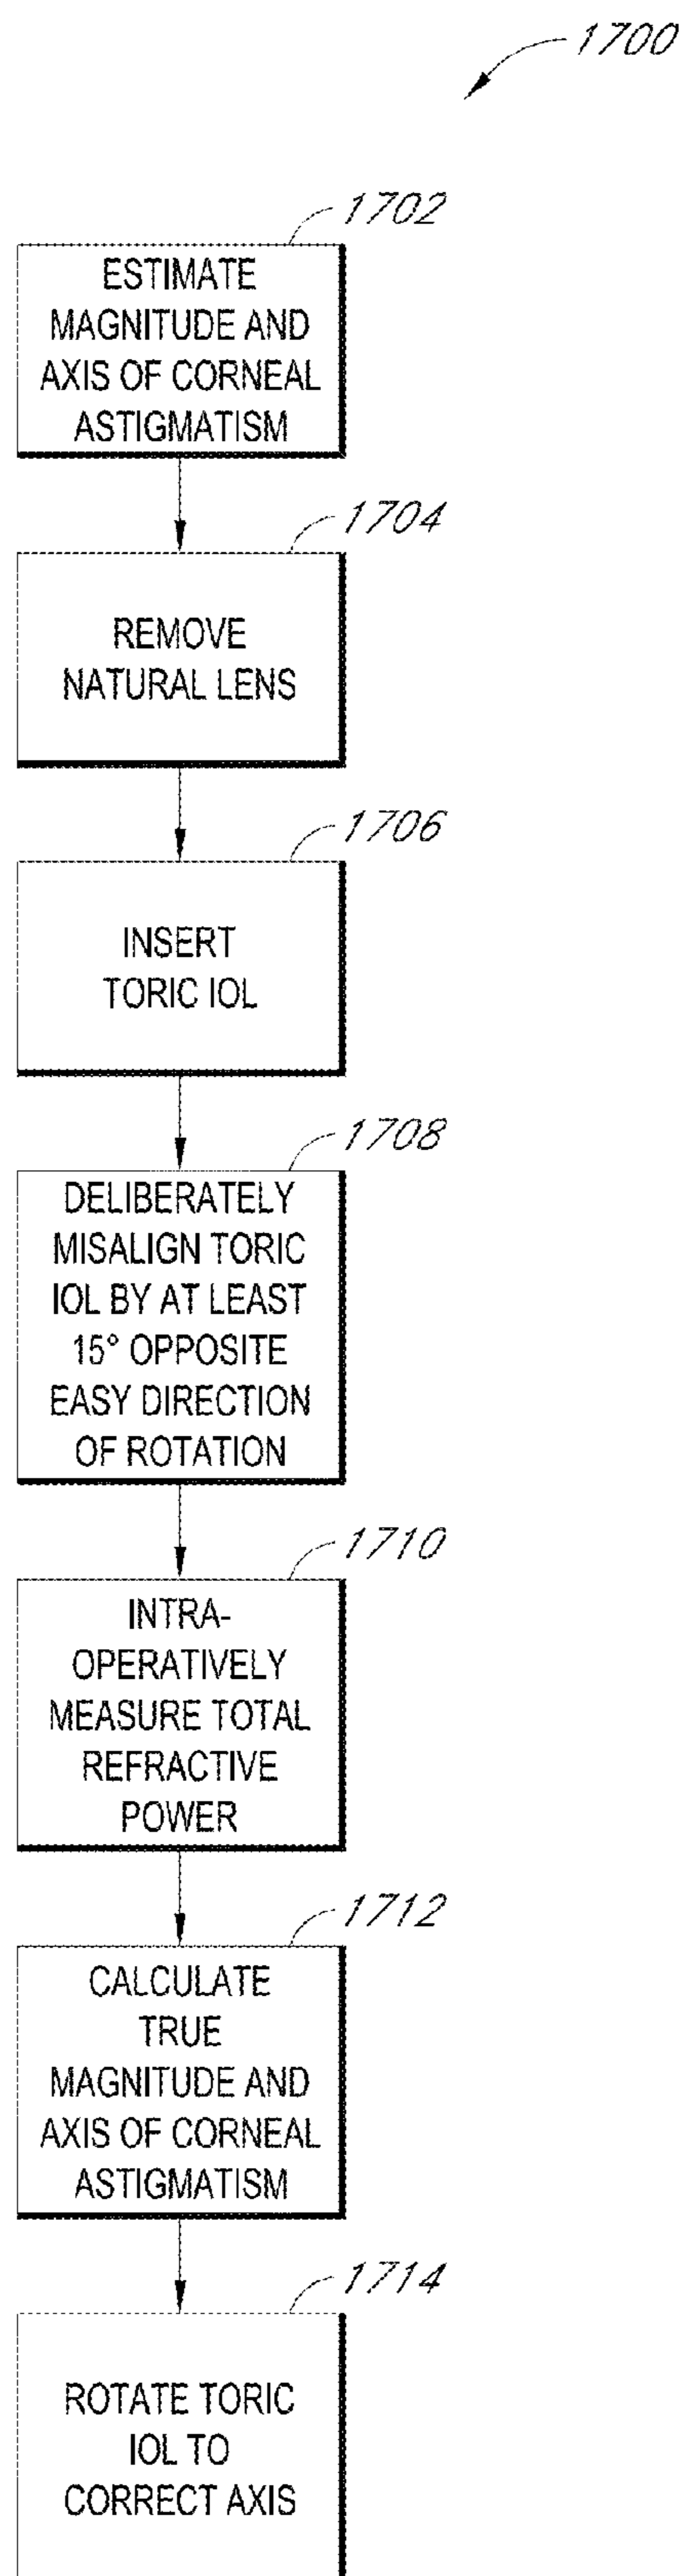 1700
1702
ESTIMATE
MAGNITUDE AND
AXIS OF CORNEAL
ASTIGMATISM
1704
REMOVE
NATURAL LENS
1706
INSERT
TORIC IOL
1708
DELIBERATELY
MISALIGN TORIC
IOL BY AT LEAST
15° OPPOSITE
EASY DIRECTION
OF ROTATION
1710
INTRA-
OPERATIVELY
MEASURE TOTAL
REFRACTIVE
POWER
1712
CALCULATE
TRUE
MAGNITUDE AND
AXIS OF CORNEAL
ASTIGMATISM
1714
ROTATE TORIC
IOL TO
CORRECT AXIS